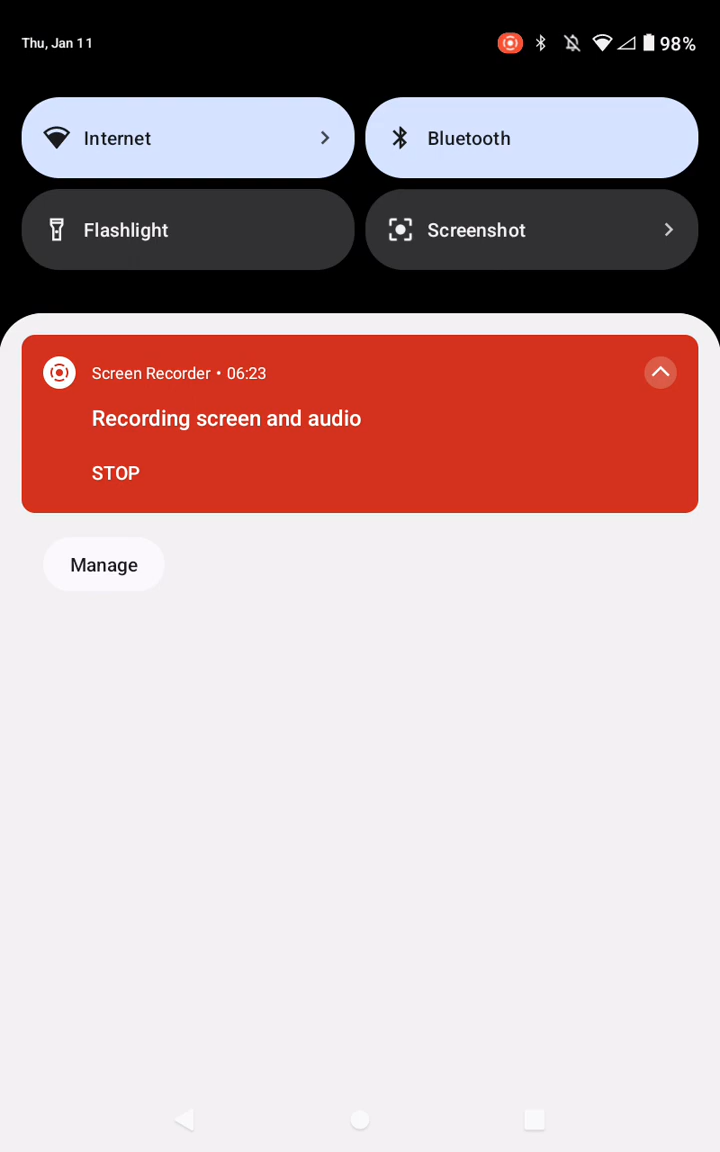 Thu, Jan 11 98%
Internet
Bluetooth
Flashlight
Screenshot
Screen Recorder • 06:23
Recording screen and audio
STOP
Manage